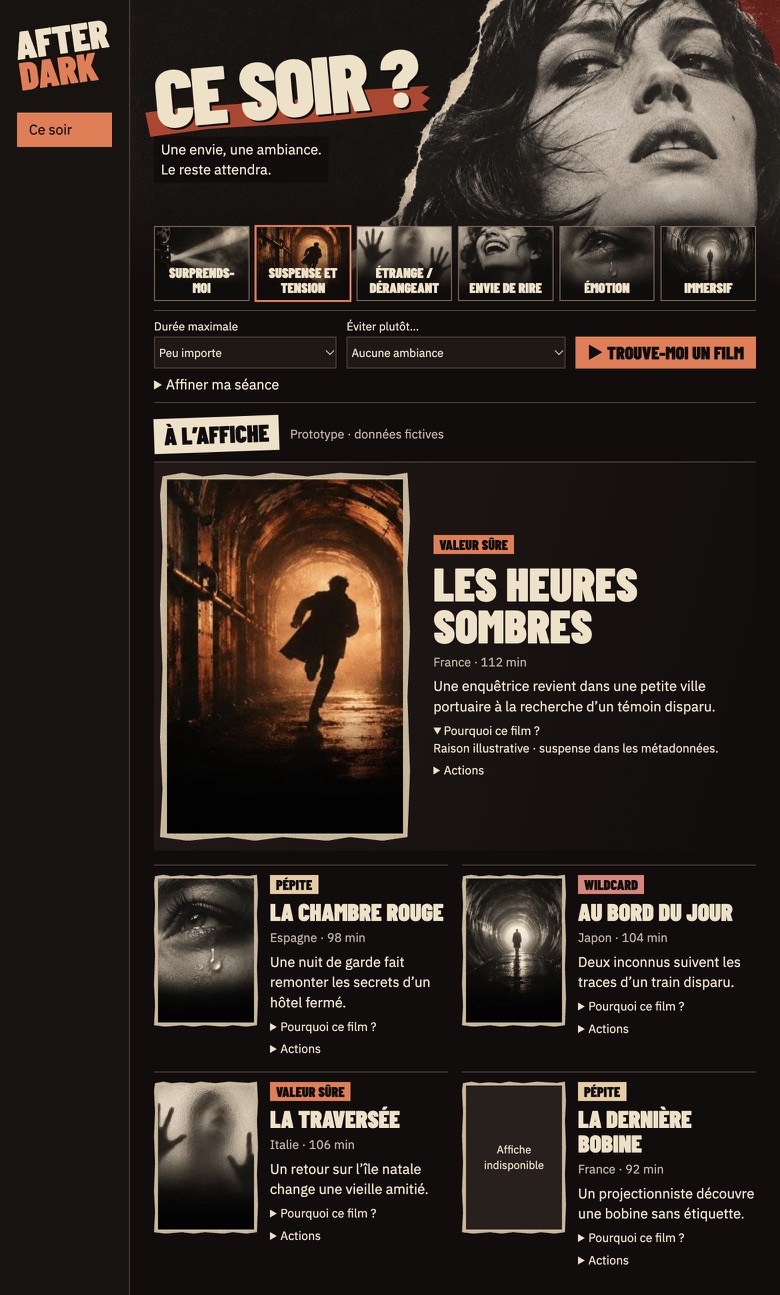 AFTER
DARK
Ce soir
CE SOIR ?
Une envie, une ambiance.
Le reste attendra.
SURPRENDS-
MOI
SUSPENSE ET
TENSION
ÉTRANGE /
DÉRANGEANT
ENVIE DE RIRE
ÉMOTION
IMMERSIF
Durée maximale
Éviter plutôt...
Peu importe
Aucune ambiance
▶ TROUVE-MOI UN FILM
▶ Affiner ma séance
À L’AFFICHE
Prototype · données fictives
VALEUR SÛRE
LES HEURES
SOMBRES
France · 112 min
Une enquêtrice revient dans une petite ville
portuaire à la recherche d’un témoin disparu.
▼ Pourquoi ce film ?
Raison illustrative · suspense dans les métadonnées.
▶ Actions
PÉPITE
LA CHAMBRE ROUGE
Espagne · 98 min
Une nuit de garde fait
remonter les secrets d’un
hôtel fermé.
▶ Pourquoi ce film ?
▶ Actions
WILDCARD
AU BORD DU JOUR
Japon · 104 min
Deux inconnus suivent les
traces d’un train disparu.
▶ Pourquoi ce film ?
▶ Actions
VALEUR SÛRE
LA TRAVERSÉE
Italie · 106 min
Un retour sur l’île natale
change une vieille amitié.
▶ Pourquoi ce film ?
▶ Actions
Affiche
indisponible
PÉPITE
LA DERNIÈRE
BOBINE
France · 92 min
Un projectionniste découvre
une bobine sans étiquette.
▶ Pourquoi ce film ?
▶ Actions